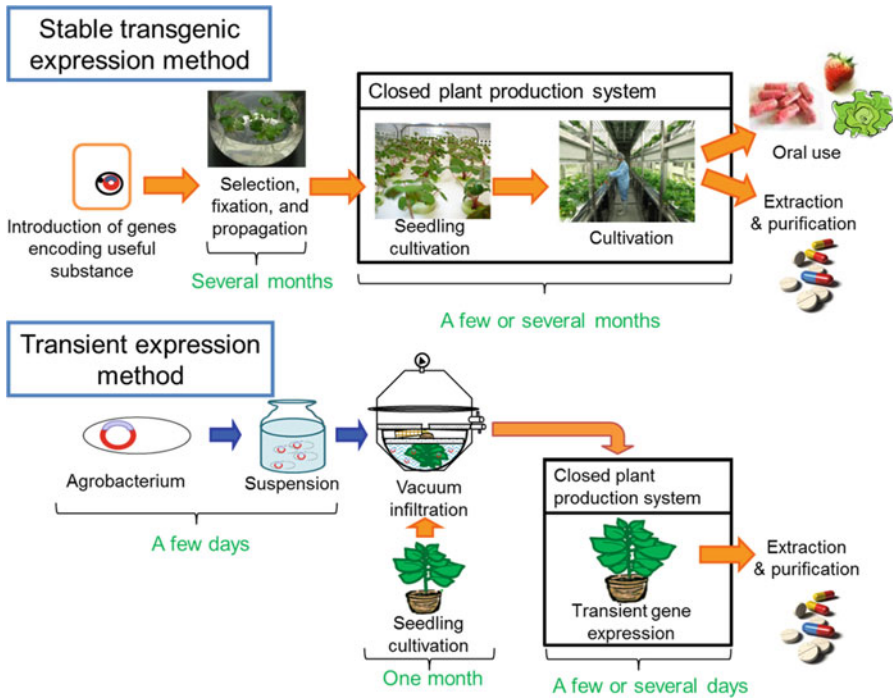 Stable transgenic
expression method
Closed plant production system
Oral use
Introduction of genes
encoding useful
substance
Selection,
fixation, and
propagation
Seedling
cultivation
Cultivation
Extraction
& purification
Several months
A few or several months
Transient expression
method
Agrobacterium
Suspension
Vacuum
infiltration
A few days
Seedling
cultivation
One month
Closed plant
production system
Transient gene
expression
A few or several days
Extraction
& purification